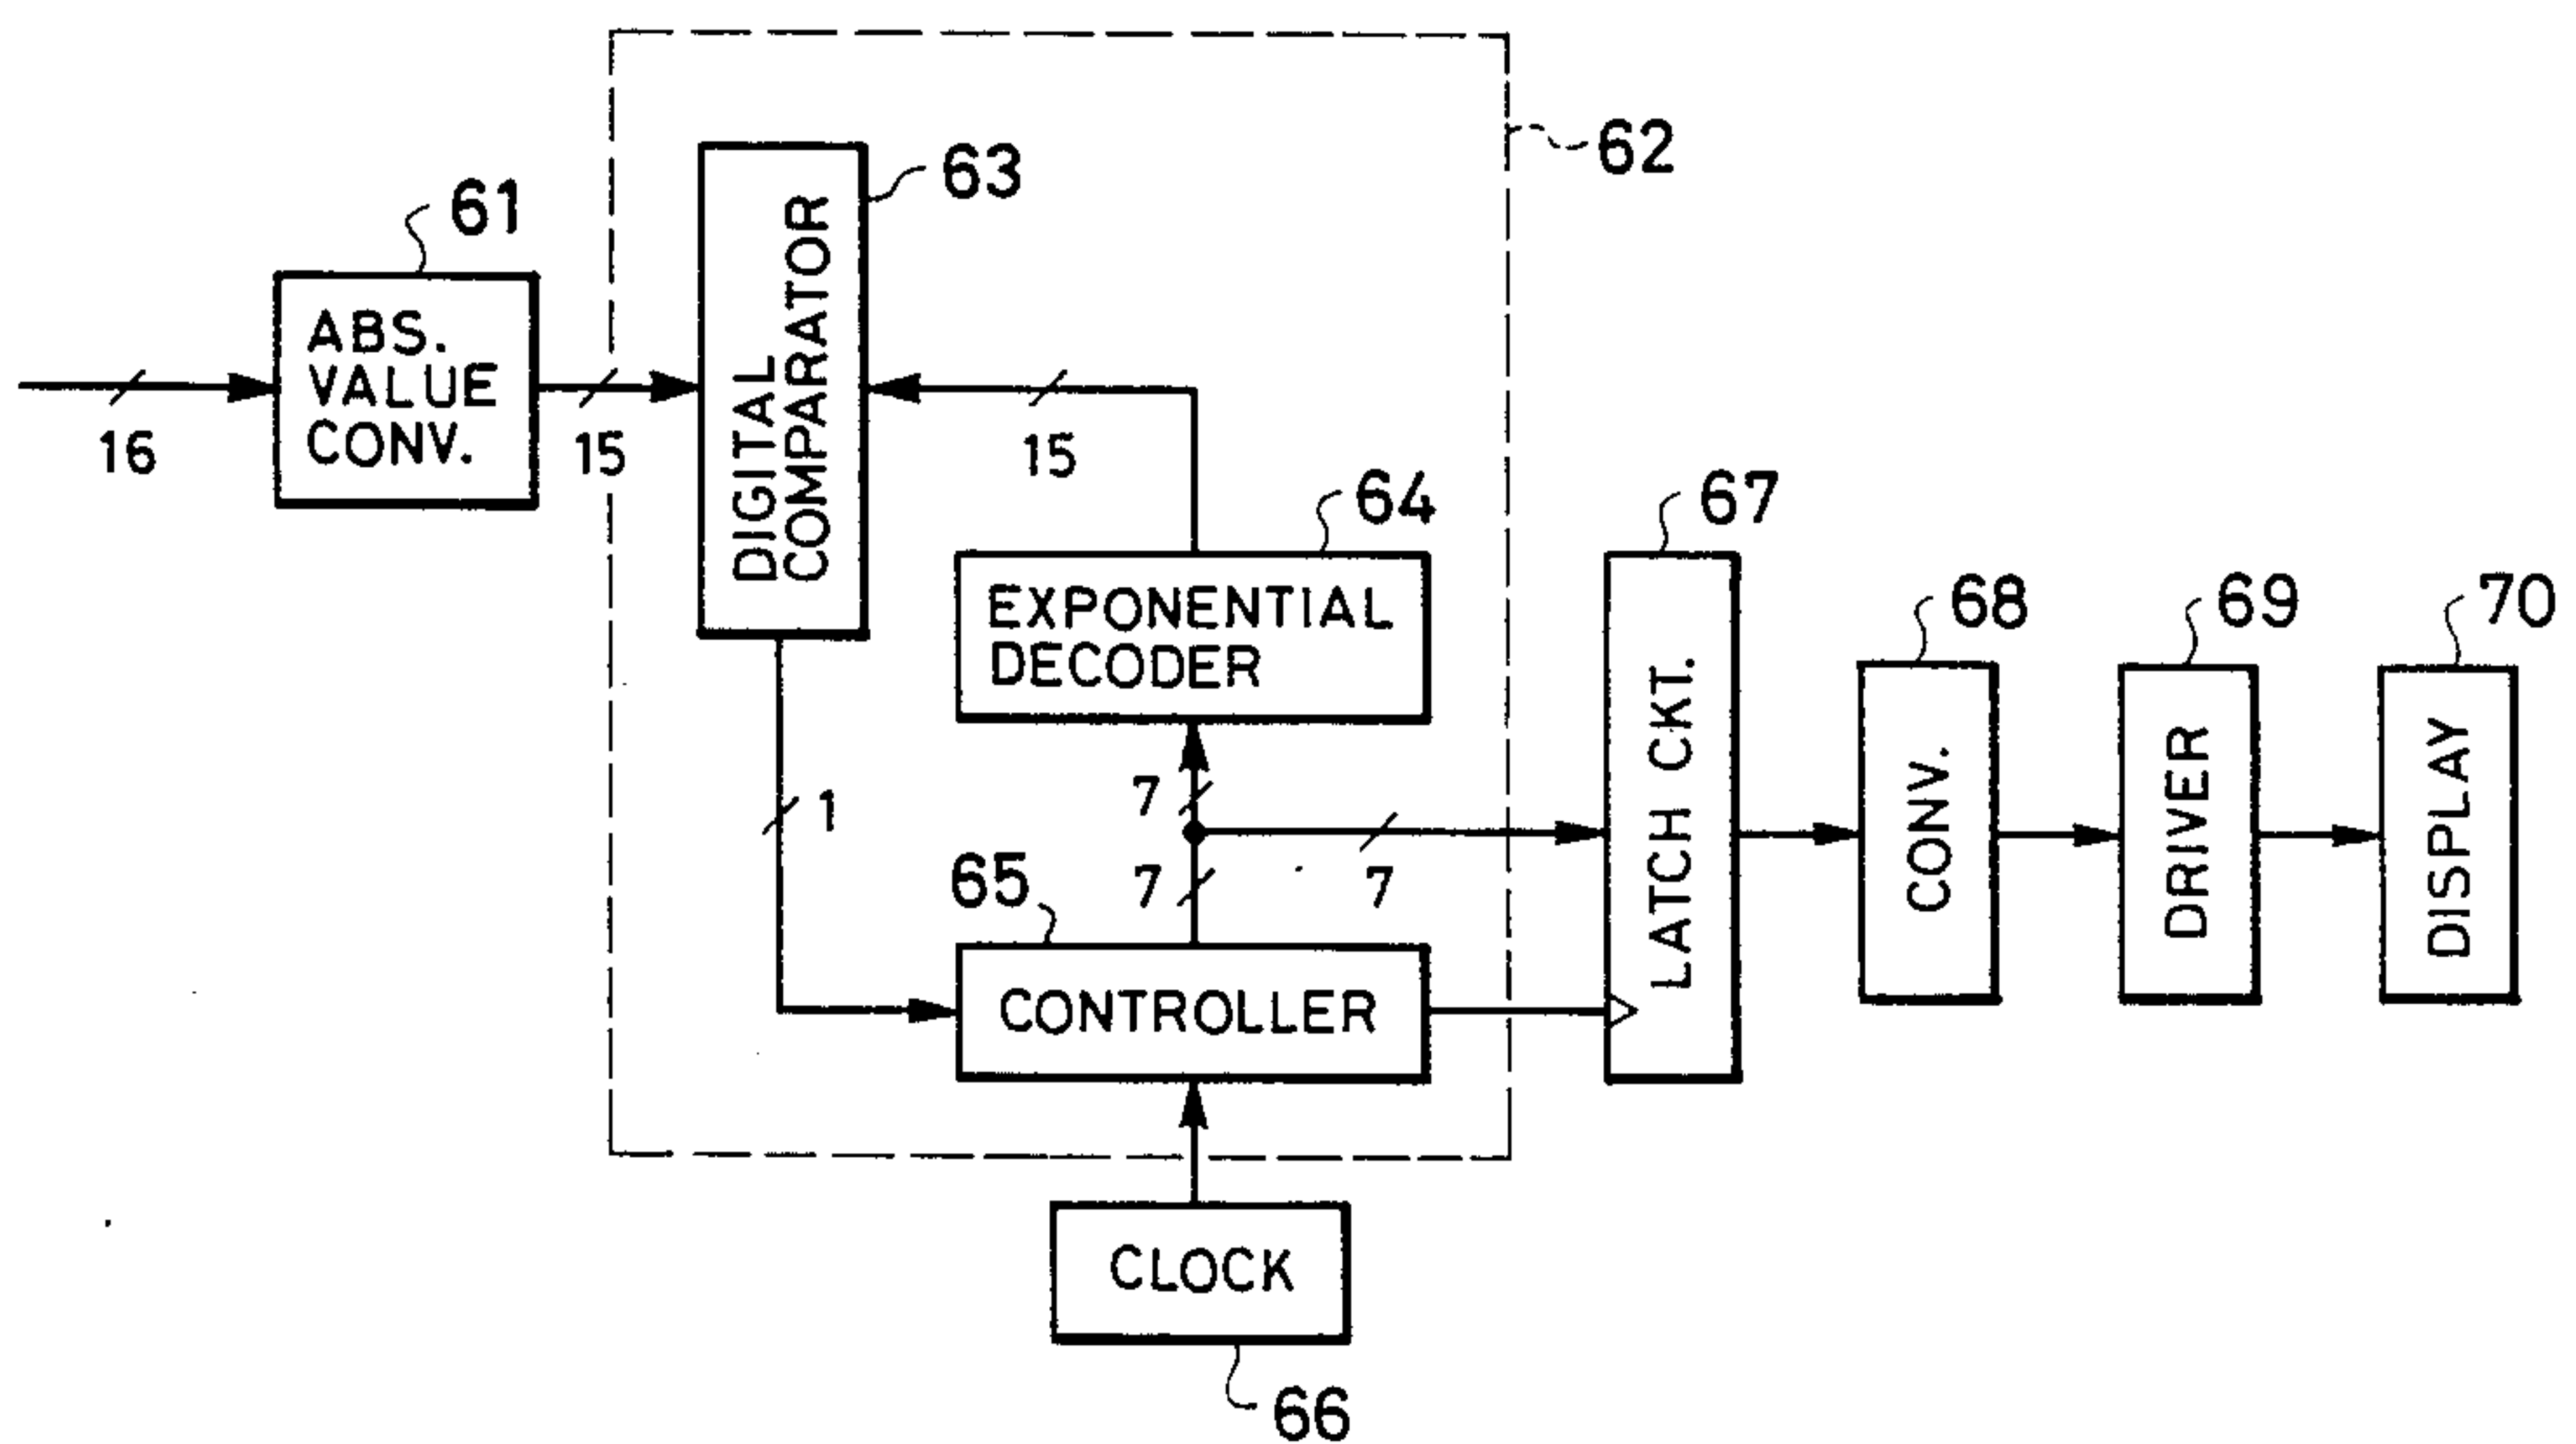 62
63
61
DIGITAL
COMPARATOR
ABS.
VALUE
CONV.
16
15
15
64
67
EXPONENTIAL
DECODER
68
69
70
LATCH CKT.
CONV.
DRIVER
DISPLAY
7
1
65
7
7
CONTROLLER
CLOCK
66